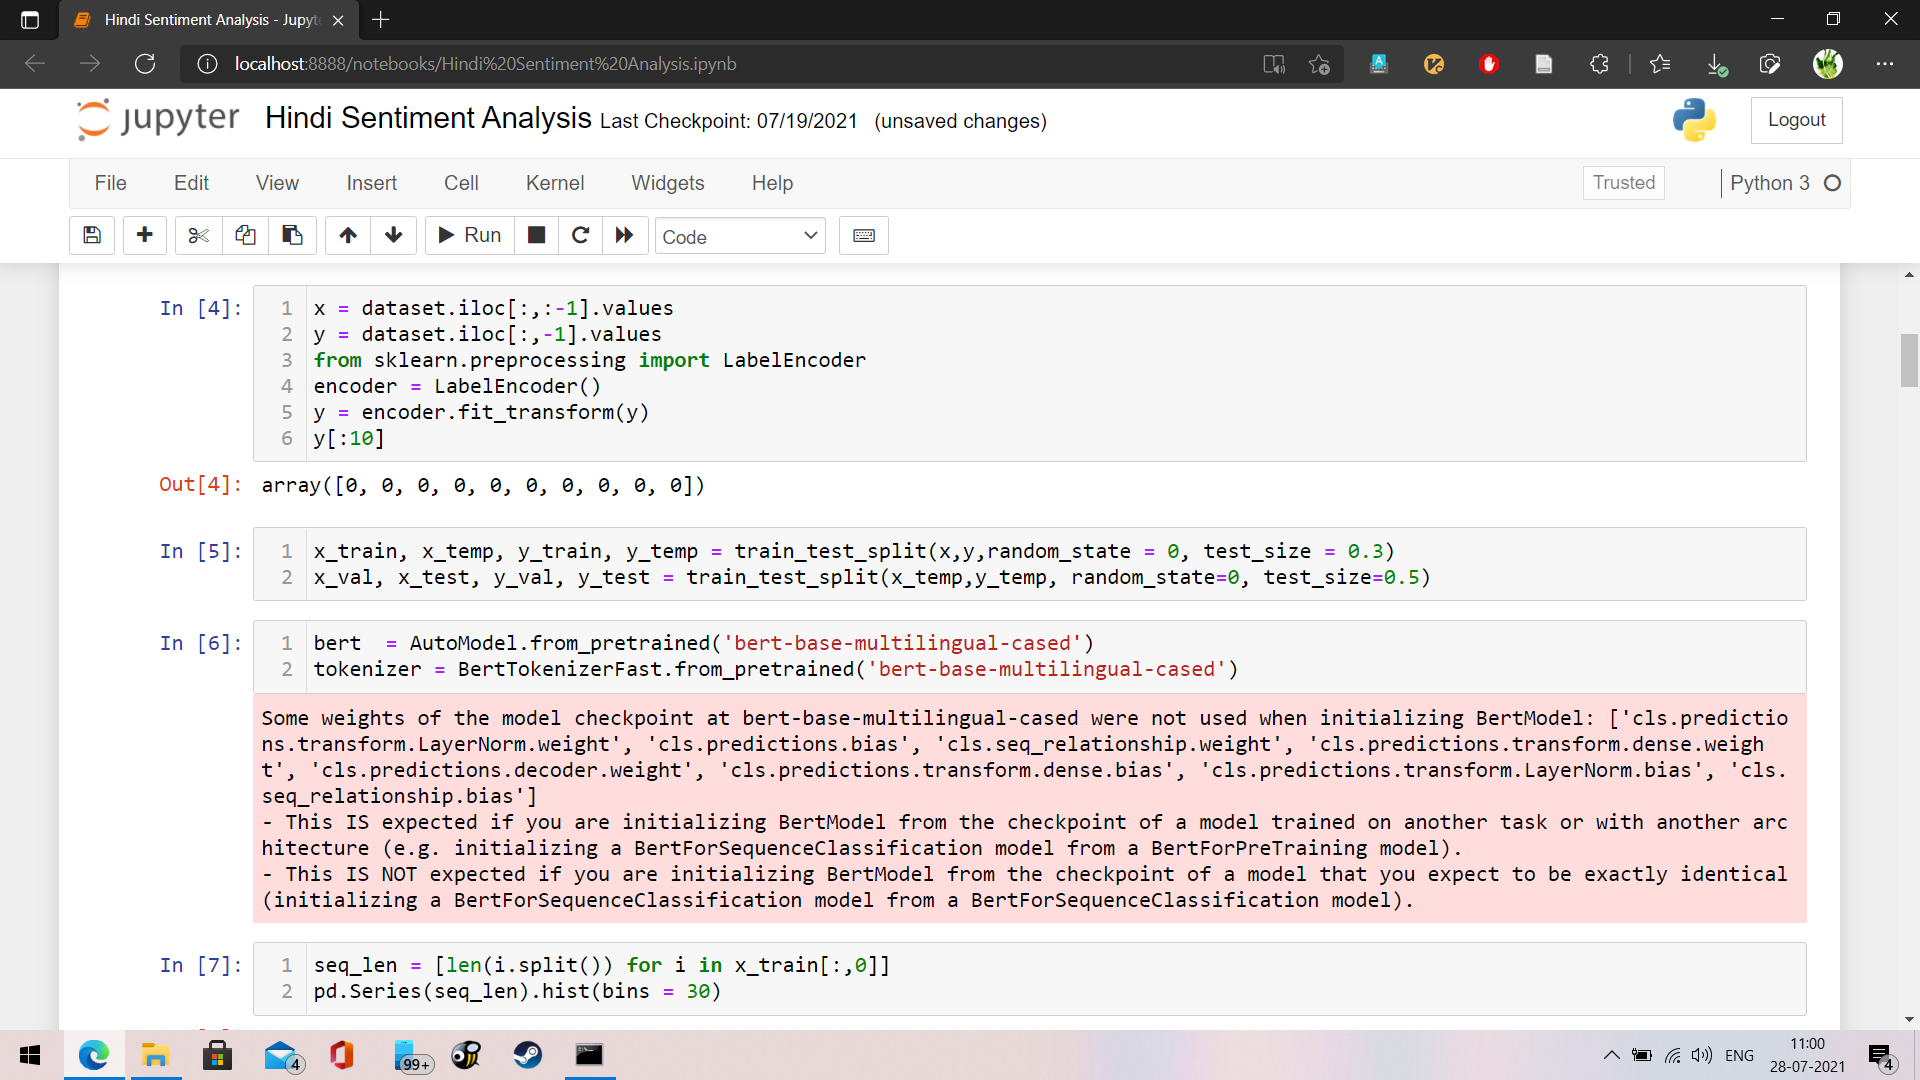 Hindi Sentiment Analysis - Jupyt
localhost:8888/notebooks/Hindi%20Sentiment%20Analysis.ipynb
jupyter Hindi Sentiment Analysis Last Checkpoint: 07/19/2021 (unsaved changes)
Logout
File Edit View Insert Cell Kernel Widgets Help
Trusted
Python 3
Run
Code
In [4]:
1 x = dataset.iloc[:,:-1].values
2 y = dataset.iloc[:,-1].values
3 from sklearn.preprocessing import LabelEncoder
4 encoder = LabelEncoder()
5 y = encoder.fit_transform(y)
6 y[:10]
Out[4]: array([0, 0, 0, 0, 0, 0, 0, 0, 0, 0])
In [5]:
1 x_train, x_temp, y_train, y_temp = train_test_split(x,y,random_state = 0, test_size = 0.3)
2 x_val, x_test, y_val, y_test = train_test_split(x_temp,y_temp, random_state=0, test_size=0.5)
In [6]:
1 bert  = AutoModel.from_pretrained('bert-base-multilingual-cased')
2 tokenizer = BertTokenizerFast.from_pretrained('bert-base-multilingual-cased')
Some weights of the model checkpoint at bert-base-multilingual-cased were not used when initializing BertModel: ['cls.predictio
ns.transform.LayerNorm.weight', 'cls.predictions.bias', 'cls.seq_relationship.weight', 'cls.predictions.transform.dense.weigh
t', 'cls.predictions.decoder.weight', 'cls.predictions.transform.dense.bias', 'cls.predictions.transform.LayerNorm.bias', 'cls.
seq_relationship.bias']
- This IS expected if you are initializing BertModel from the checkpoint of a model trained on another task or with another arc
hitecture (e.g. initializing a BertForSequenceClassification model from a BertForPreTraining model).
- This IS NOT expected if you are initializing BertModel from the checkpoint of a model that you expect to be exactly identical
(initializing a BertForSequenceClassification model from a BertForSequenceClassification model).
In [7]:
1 seq_len = [len(i.split()) for i in x_train[:,0]]
2 pd.Series(seq_len).hist(bins = 30)
4
99+
ENG
11:00
28-07-2021
4